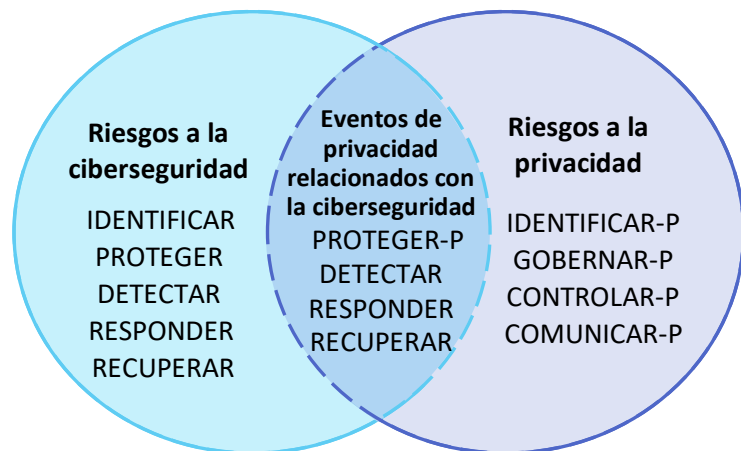 Riesgos a la
ciberseguridad
IDENTIFICAR
PROTEGER
DETECTAR
RESPONDER
RECUPERAR
Eventos de
privacidad
relacionados con
la ciberseguridad
PROTEGER-P
DETECTAR
RESPONDER
RECUPERAR
Riesgos a la
privacidad
IDENTIFICAR-P
GOBERNAR-P
CONTROLAR-P
COMUNICAR-P